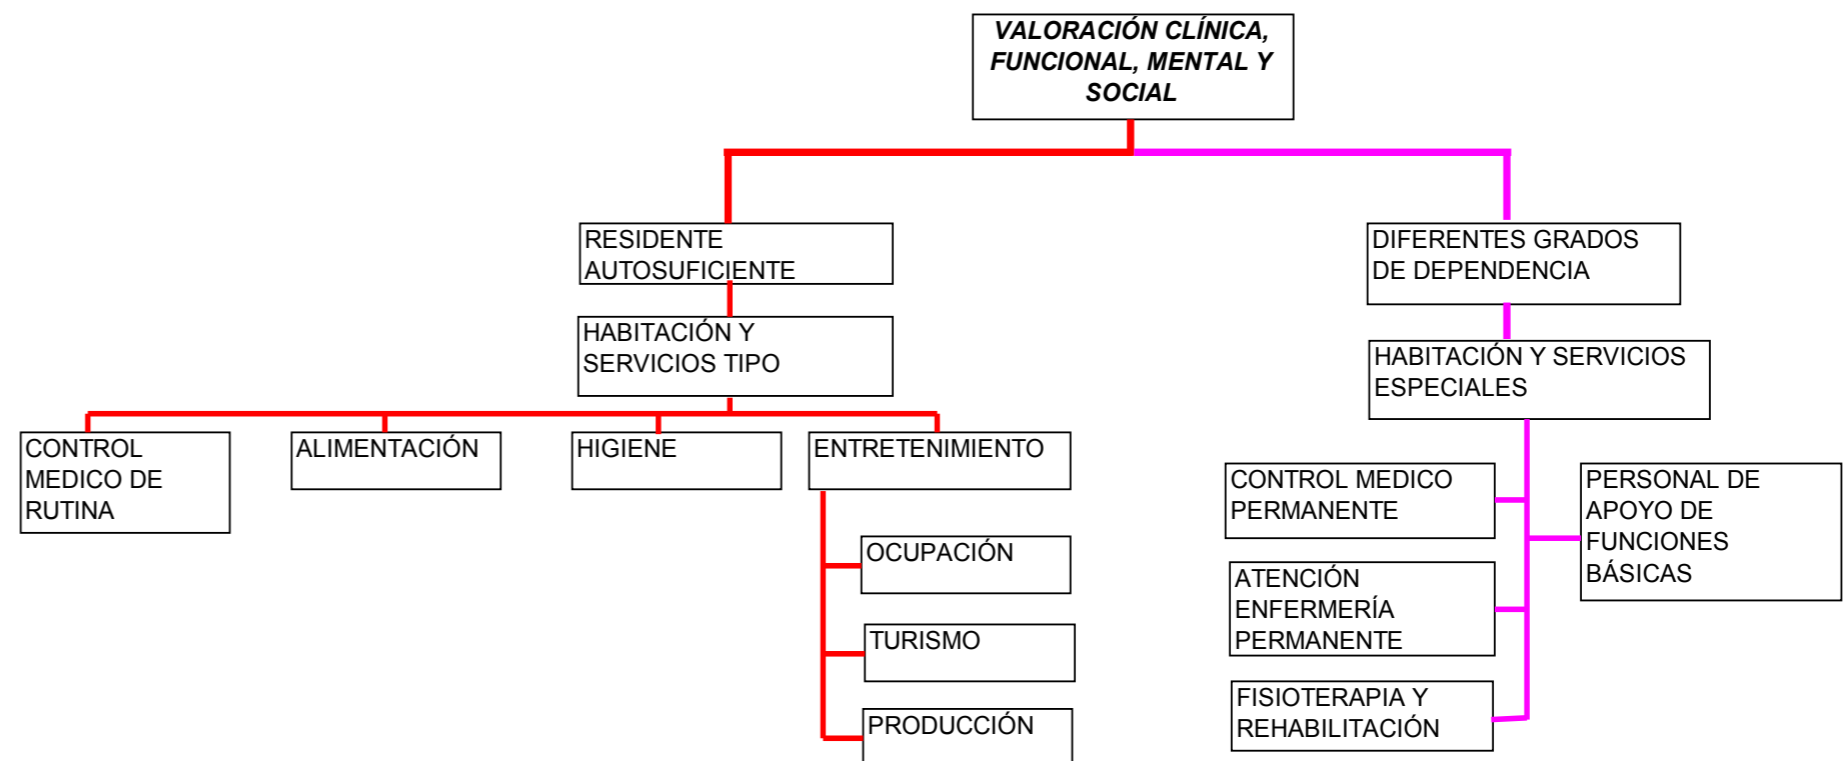 VALORACIÓN CLÍNICA,
FUNCIONAL, MENTAL Y
SOCIAL
RESIDENTE
AUTOSUFICIENTE
DIFERENTES GRADOS
DE DEPENDENCIA
HABITACIÓN Y
SERVICIOS TIPO
HABITACIÓN Y SERVICIOS
ESPECIALES
CONTROL
MEDICO DE
RUTINA
ALIMENTACIÓN
HIGIENE
ENTRETENIMIENTO
OCUPACIÓN
TURISMO
PRODUCCIÓN
CONTROL MEDICO
PERMANENTE
PERSONAL DE
APOYO DE
FUNCIONES
BÁSICAS
ATENCIÓN
ENFERMERÍA
PERMANENTE
FISIOTERAPIA Y
REHABILITACIÓN